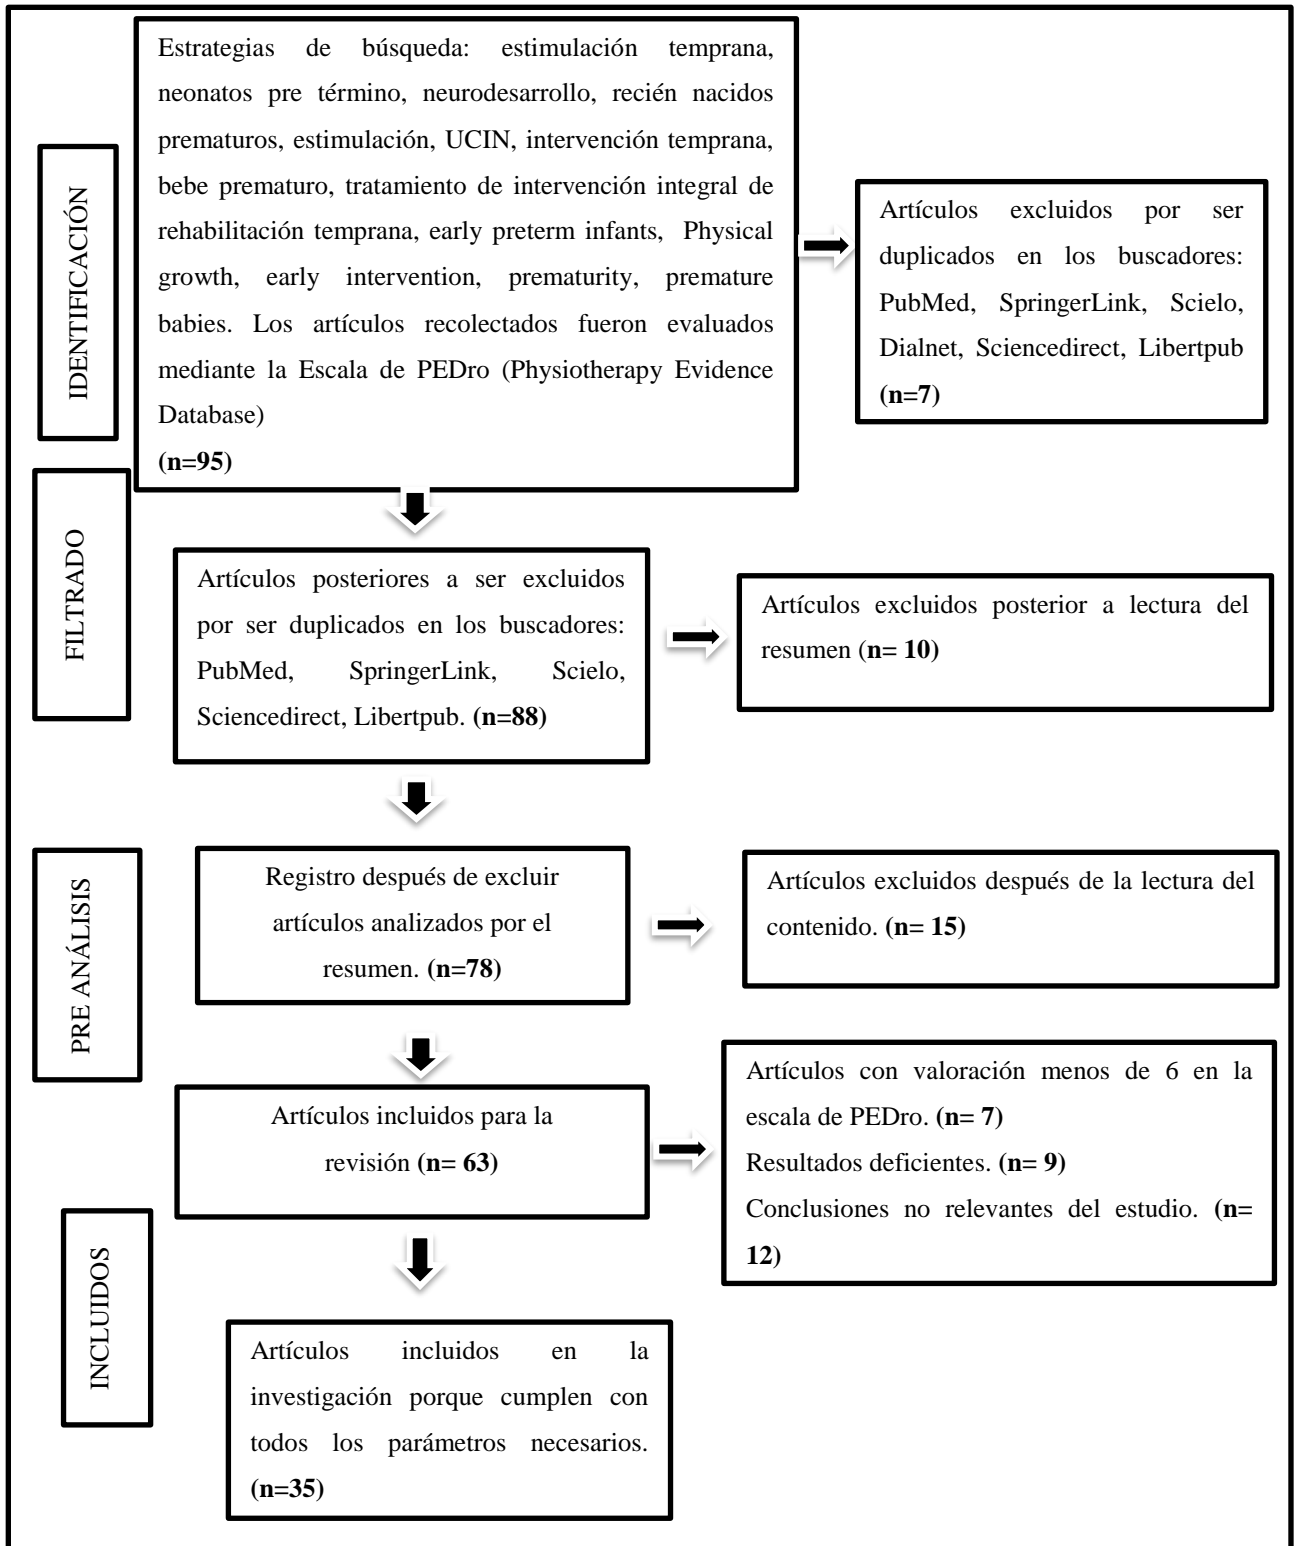 IDENTIFICACIÓN
Estrategias de búsqueda: estimulación temprana,
neonatos pre término, neurodesarrollo, recién nacidos
prematuros, estimulación, UCIN, intervención temprana,
bebe prematuro, tratamiento de intervención integral de
rehabilitación temprana, early preterm infants, Physical
growth, early intervention, prematurity, premature
babies. Los artículos recolectados fueron evaluados
mediante la Escala de PEDro (Physiotherapy Evidence
Database)
(n=95)
Artículos excluidos por ser
duplicados en los buscadores:
PubMed, SpringerLink, Scielo,
Dialnet, Sciencedirect, Libertpub
(n=7)
FILTRADO
Artículos posteriores a ser excluidos
por ser duplicados en los buscadores:
PubMed, SpringerLink, Scielo,
Sciencedirect, Libertpub. (n=88)
Artículos excluidos posterior a lectura del
resumen (n= 10)
PRE ANÁLISIS
Registro después de excluir
artículos analizados por el
resumen. (n=78)
Artículos excluidos después de la lectura del
contenido. (n= 15)
Artículos incluidos para la
revisión (n= 63)
Artículos con valoración menos de 6 en la
escala de PEDro. (n= 7)
Resultados deficientes. (n= 9)
Conclusiones no relevantes del estudio. (n=
12)
INCLUIDOS
Artículos incluidos en la
investigación porque cumplen con
todos los parámetros necesarios.
(n=35)